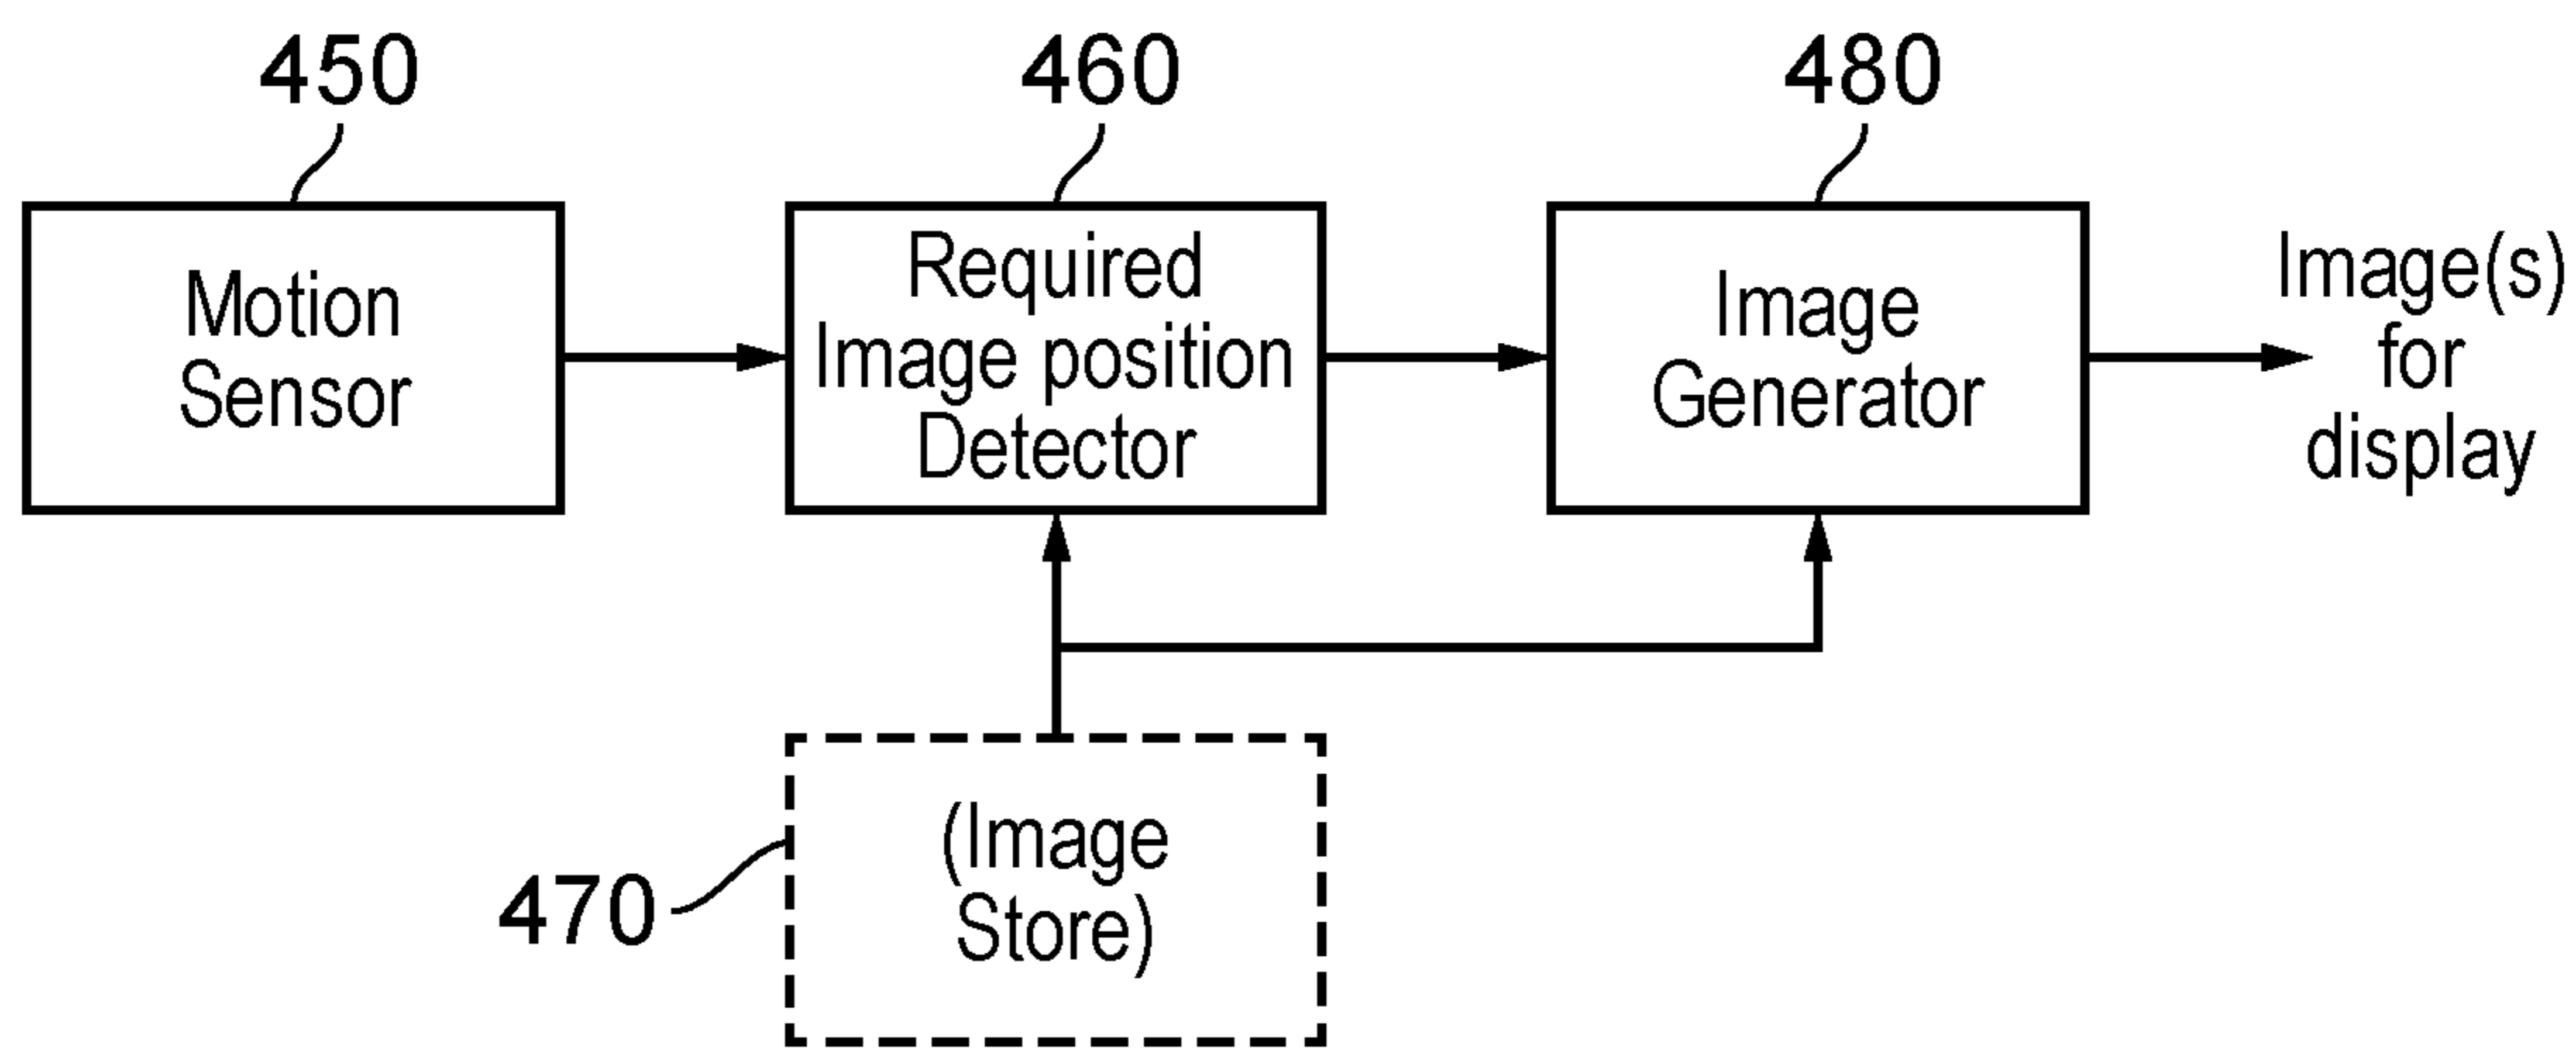 450
460
480
Motion
Sensor
Required
Image position
Detector
Image
Generator
Image(s)
for
display
(Image
Store)
470